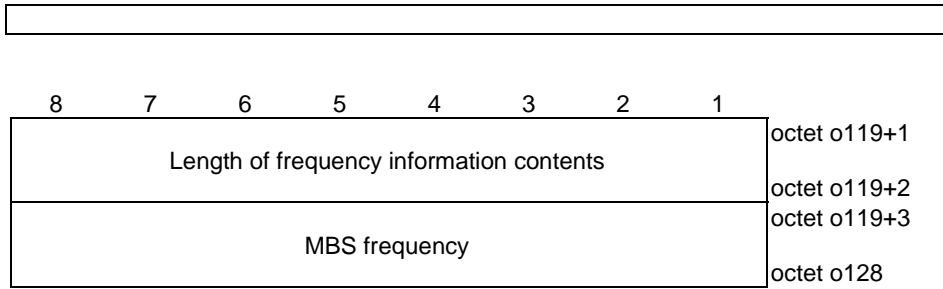 8 7 6 5 4 3 2 1
Length of frequency information contents
octet o119+1
octet o119+2
MBS frequency
octet o119+3
octet o128